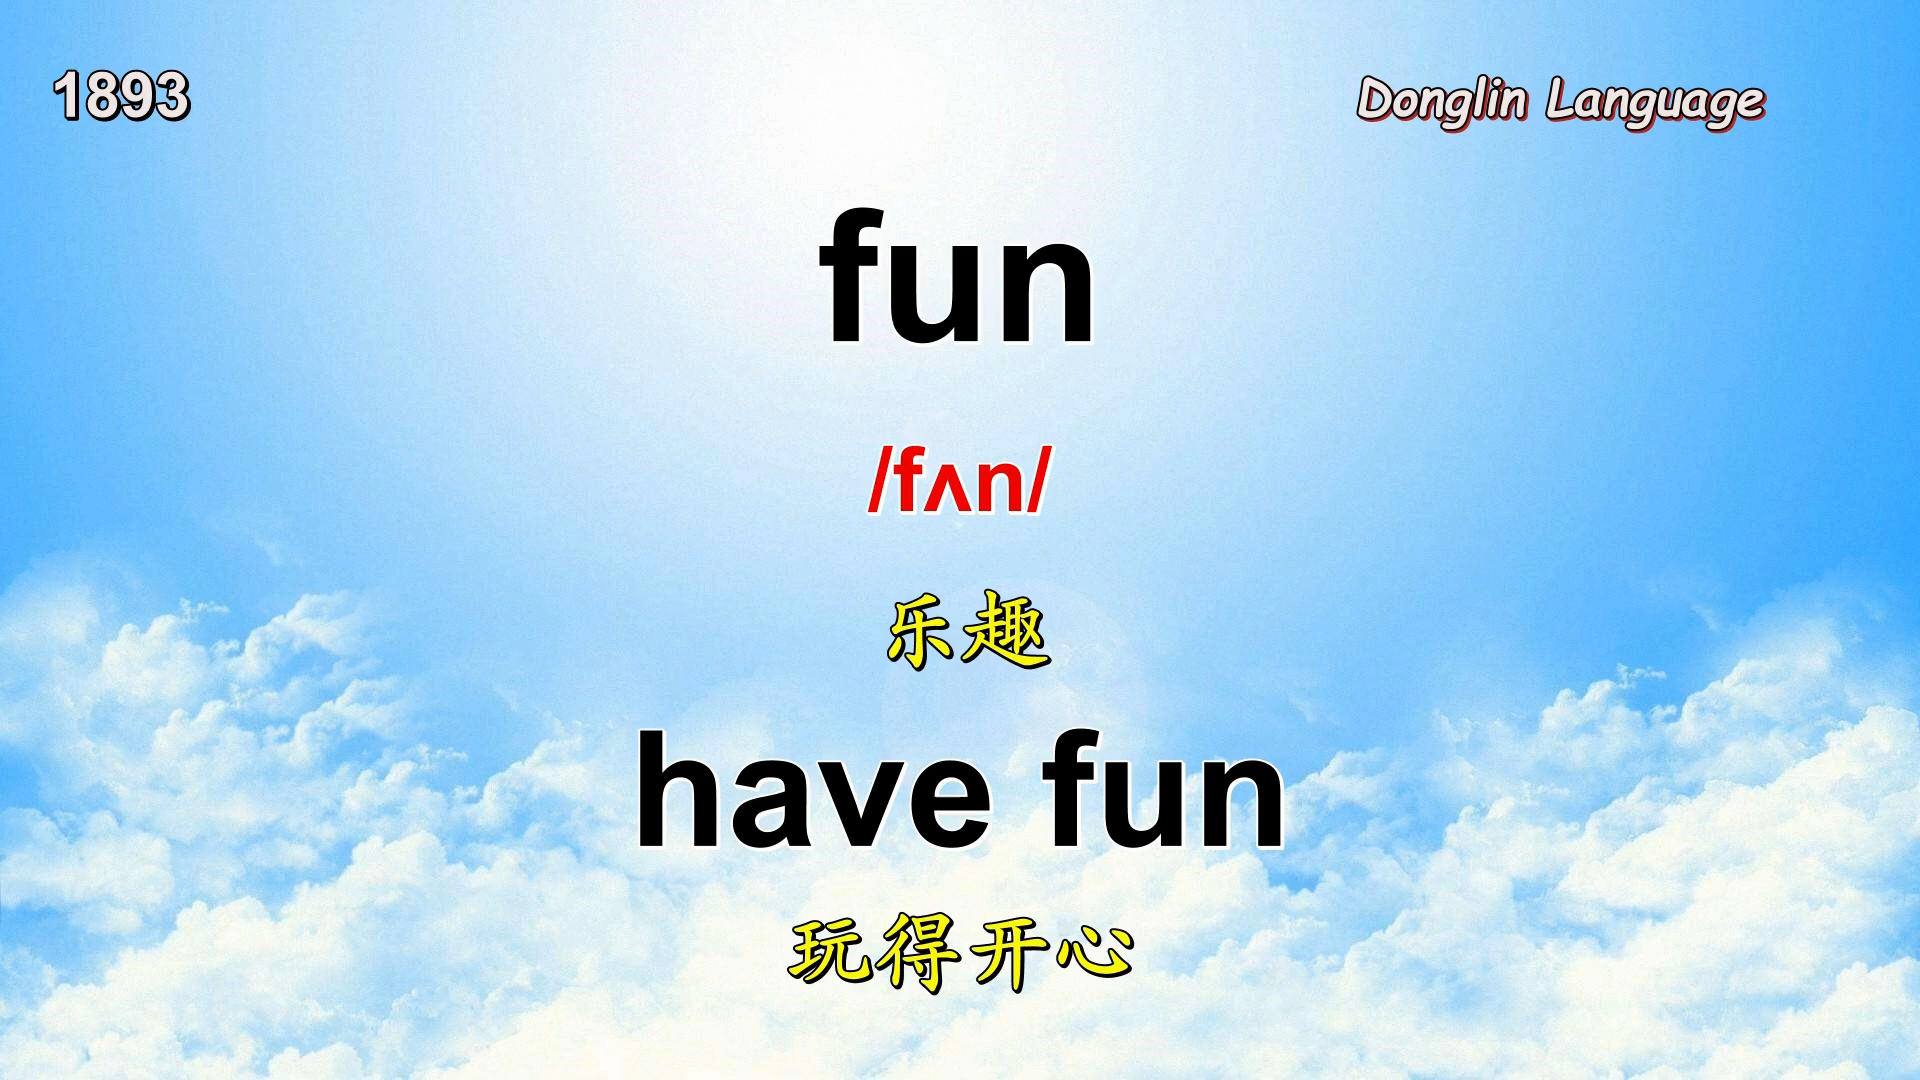 1893
Donglin Language
fun
/fʌn/
乐趣
have fun
玩得开心